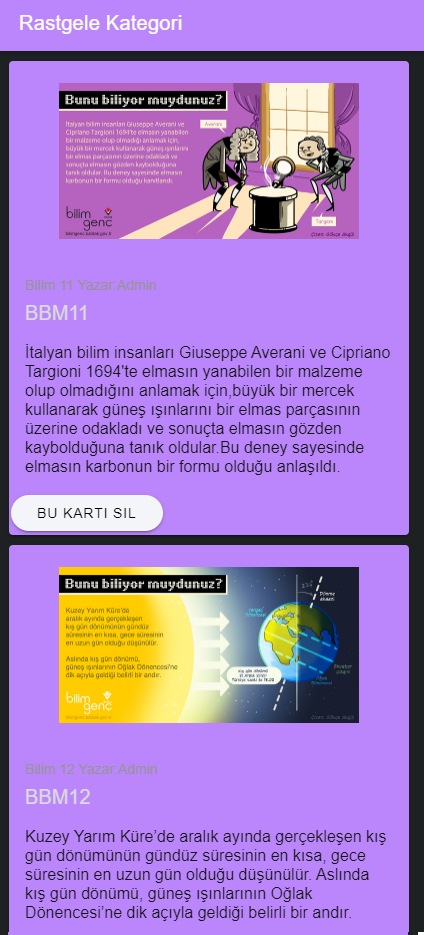 Rastgele Kategori
Bunu biliyor muydunuz?
İtalyan bilim insanları Giuseppe Averani ve
Cipriano Targioni 1694'te elmasın yanabilen
bir malzeme olup olmadığı anlamak için,
büyük bir mercek kullanarak güneş ışınlarını
bir elmas parçasının üzerine odakladı ve
sonuçta elmasın gözden kaybolduğuna
tanık oldular. Bu deney sayesinde elmasın
karbonun bir formu olduğu kanıtlandı.
Averani
Targioni
bilim
genç
Bilim 11 Yazar Admin
BBM11
İtalyan bilim insanları Giuseppe Averani ve Cipriano
Targioni 1694'te elmasın yanabilen bir malzeme
olup olmadığını anlamak için,büyük bir mercek
kullanarak güneş ışınlarını bir elmas parçasının
üzerine odakladı ve sonuçta elmasın gözden
kaybolduğuna tanık oldular.Bu deney sayesinde
elmasın karbonun bir formu olduğu anlaşıldı.
BU KARTI SIL
Bunu biliyor muydunuz?
Kuzey Yarım Küre'de
aralık ayında gerçekleşen
kış gün dönümünün gündüz
süresinin en kısa, gece süresinin
en uzun gün olduğu düşünülür.
Aslında kış gün dönümü,
güneş ışınlarının Oğlak Dönencesi'ne
dik açıyla geldiği belirli bir andır.
Dönme
ekseni
bilim
genç
Bilim 12 Yazar Admin
BBM12
Kuzey Yarım Küre’de aralık ayında gerçekleşen kış
gün dönümünün gündüz süresinin en kısa, gece
süresinin en uzun gün olduğu düşünülür. Aslında
kış gün dönümü, güneş ışınlarının Oğlak
Dönencesi’ne dik açıyla geldiği belirli bir andır.